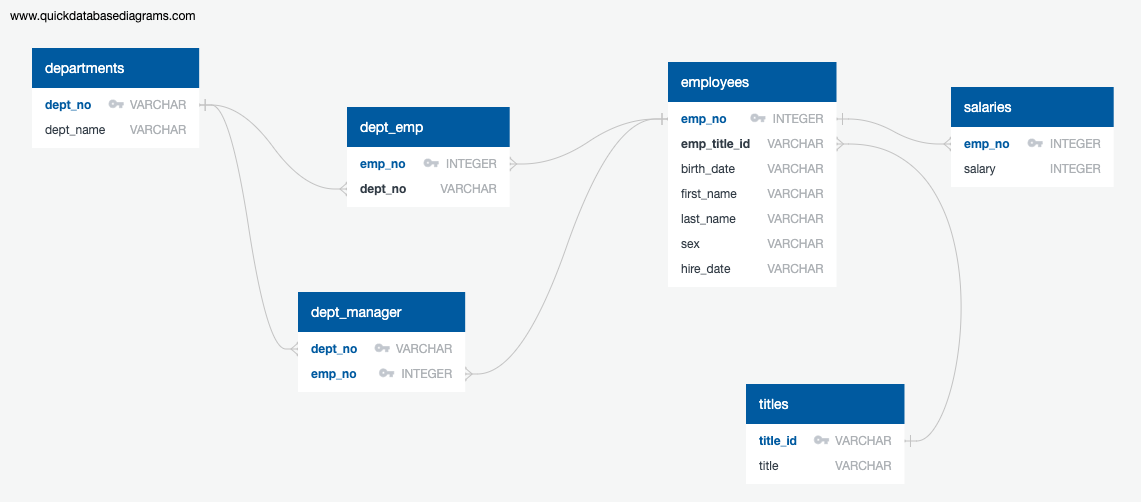 www.quickdatabasediagrams.com
departments
dept_no VARCHAR
dept_name VARCHAR
dept_emp
emp_no INTEGER
dept_no VARCHAR
dept_manager
dept_no VARCHAR
emp_no INTEGER
employees
emp_no INTEGER
emp_title_id VARCHAR
birth_date VARCHAR
first_name VARCHAR
last_name VARCHAR
sex VARCHAR
hire_date VARCHAR
salaries
emp_no INTEGER
salary INTEGER
titles
title_id VARCHAR
title VARCHAR